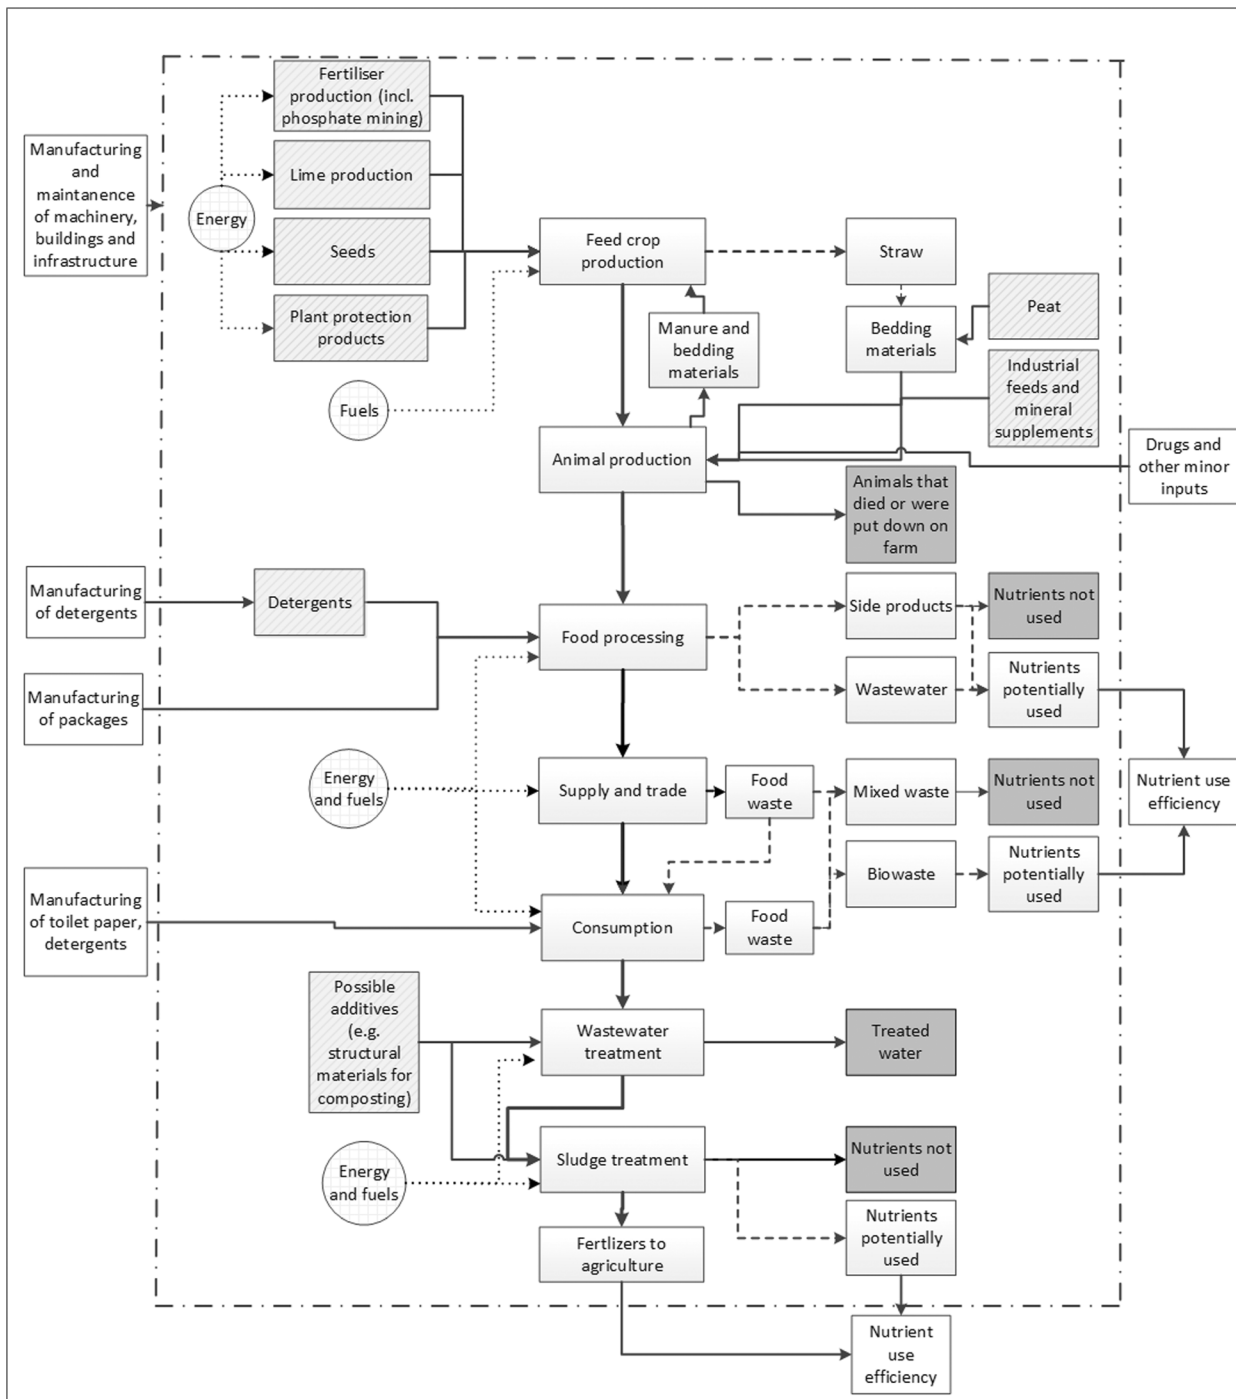 Fertiliser
production (incl.
phosphate mining)
Manufacturing
and
maintanence
of machinery,
buildings and
infrastructure
Lime production
Energy
Seeds
Plant protection
products
Fuels
Feed crop
production
Straw
Peat
Manure and
bedding
materials
Bedding
materials
Industrial
feeds and
mineral
supplements
Animal production
Drugs and
other minor
inputs
Animals that
died or were
put down on
farm
Manufacturing
of detergents
Detergents
Side products
Nutrients not
used
Food processing
Manufacturing
of packages
Wastewater
Nutrients
potentially
used
Energy
and fuels
Supply and trade
Food
waste
Mixed waste
Nutrients not
used
Nutrient use
efficiency
Biowaste
Nutrients
potentially
used
Manufacturing
of toilet paper,
detergents
Consumption
Food
waste
Possible
additives
(e.g.
structural
materials for
composting)
Wastewater
treatment
Treated
water
Energy
and fuels
Sludge treatment
Nutrients not
used
Nutrients
potentially
used
Fertlizers to
agriculture
Nutrient
use
efficiency